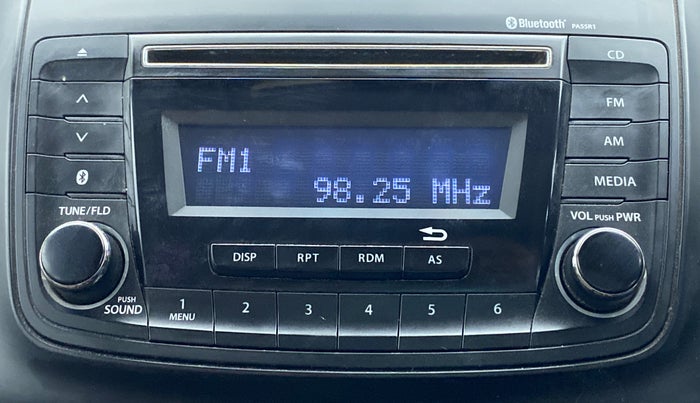 Bluetooth® PA5SR1
CD
FM
AM
MEDIA
FM1
98.25 MHz
TUNE/FLD
VOL PUSH PWR
DISP RPT RDM AS
PUSH
SOUND
1 2 3 4 5 6
MENU